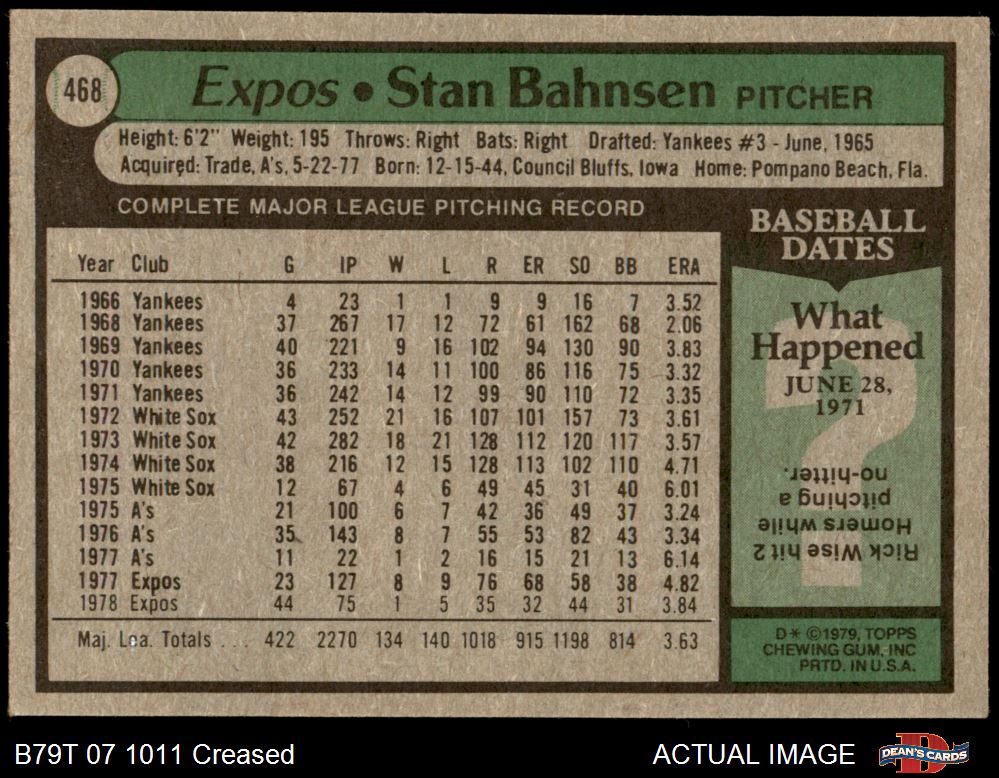 468
Expos • Stan Bahnsen PITCHER
Height: 6'2" Weight: 195 Throws: Right Bats: Right Drafted: Yankees #3 - June, 1965
Acquired: Trade, A's, 5-22-77 Born: 12-15-44, Council Bluffs, Iowa Home: Pompano Beach, Fla.
COMPLETE MAJOR LEAGUE PITCHING RECORD
Year Club G IP W L R ER SO BB ERA
1966 Yankees 4 23 1 1 9 9 16 7 3.52
1968 Yankees 37 267 17 12 72 61 162 68 2.06
1969 Yankees 40 221 9 16 102 94 130 90 3.83
1970 Yankees 36 233 14 11 100 86 116 75 3.32
1971 Yankees 36 242 14 12 99 90 110 72 3.35
1972 White Sox 43 252 21 16 107 101 157 73 3.61
1973 White Sox 42 282 18 21 128 112 120 117 3.57
1974 White Sox 38 216 12 15 128 113 102 110 4.71
1975 White Sox 12 67 4 6 49 45 31 40 6.01
1975 A's 21 100 6 7 42 36 49 37 3.24
1976 A's 35 143 8 7 55 53 82 43 3.34
1977 A's 11 22 1 2 16 15 21 13 6.14
1977 Expos 23 127 8 9 76 68 58 38 4.82
1978 Expos 44 75 1 5 35 32 44 31 3.84
Maj. Lea. Totals . . . 422 2270 134 140 1018 915 1198 814 3.63
BASEBALL
DATES
What
Happened
JUNE 28,
1971
Rick Wise hit 2
Homers while
pitching a
no-hitter.
D* ©1979, TOPPS
CHEWING GUM, INC
PRTD. IN U.S.A.
B79T 07 1011 Creased
ACTUAL IMAGE
DEAN'S CARDS